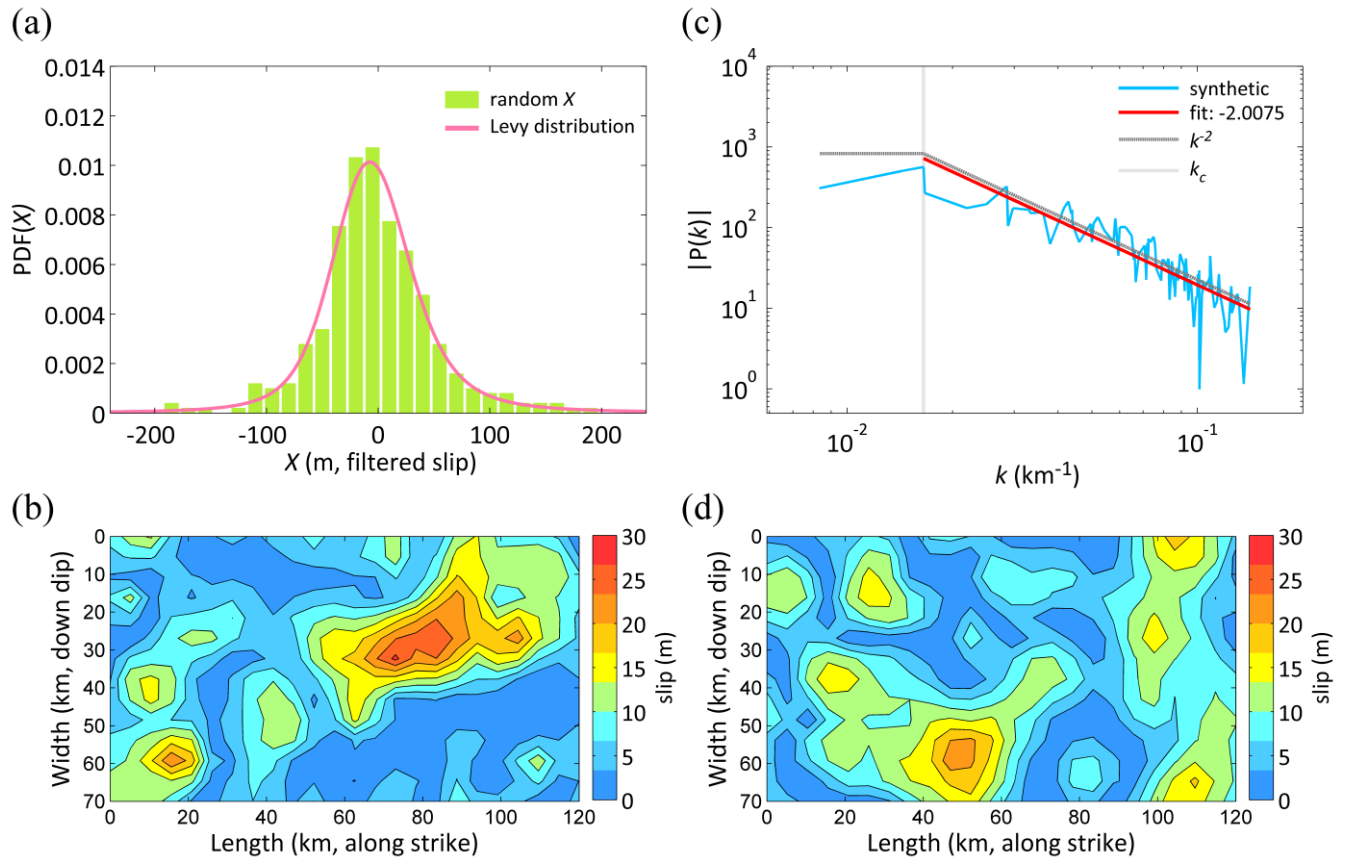 (a)
0.014
0.012
0.01
0.008
0.006
0.004
0.002
0
PDF(X)
random X
Levy distribution
-200 -100 0 100 200
X (m, filtered slip)
(c)
10^4
10^3
10^2
10^1
10^0
|P(k)|
synthetic
fit: -2.0075
k^-2
k_c
10^-2 10^-1
k (km^-1)
(b)
0
10
20
30
40
50
60
70
Width (km, down dip)
0 20 40 60 80 100 120
Length (km, along strike)
30
25
20
15
10
5
0
slip (m)
(d)
0
10
20
30
40
50
60
70
Width (km, down dip)
0 20 40 60 80 100 120
Length (km, along strike)
30
25
20
15
10
5
0
slip (m)